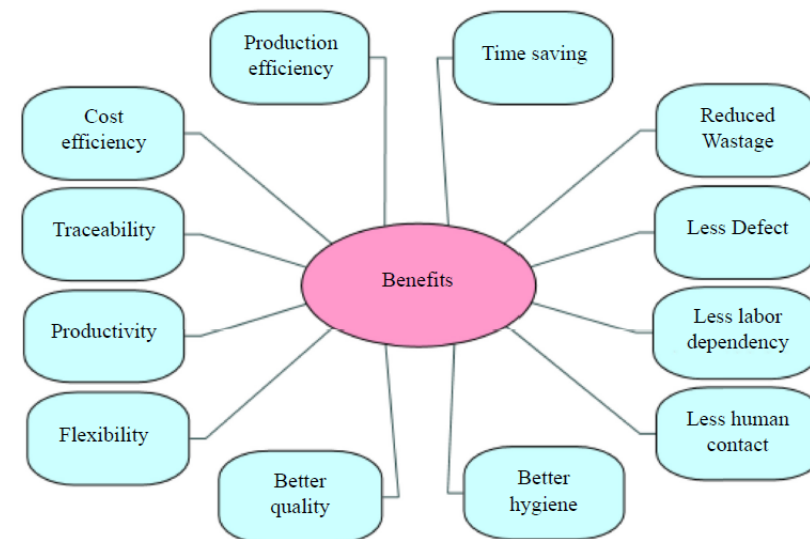 Production
efficiency
Time saving
Cost
efficiency
Reduced
Wastage
Traceability
Less Defect
Benefits
Productivity
Less labor
dependency
Flexibility
Less human
contact
Better
quality
Better
hygiene